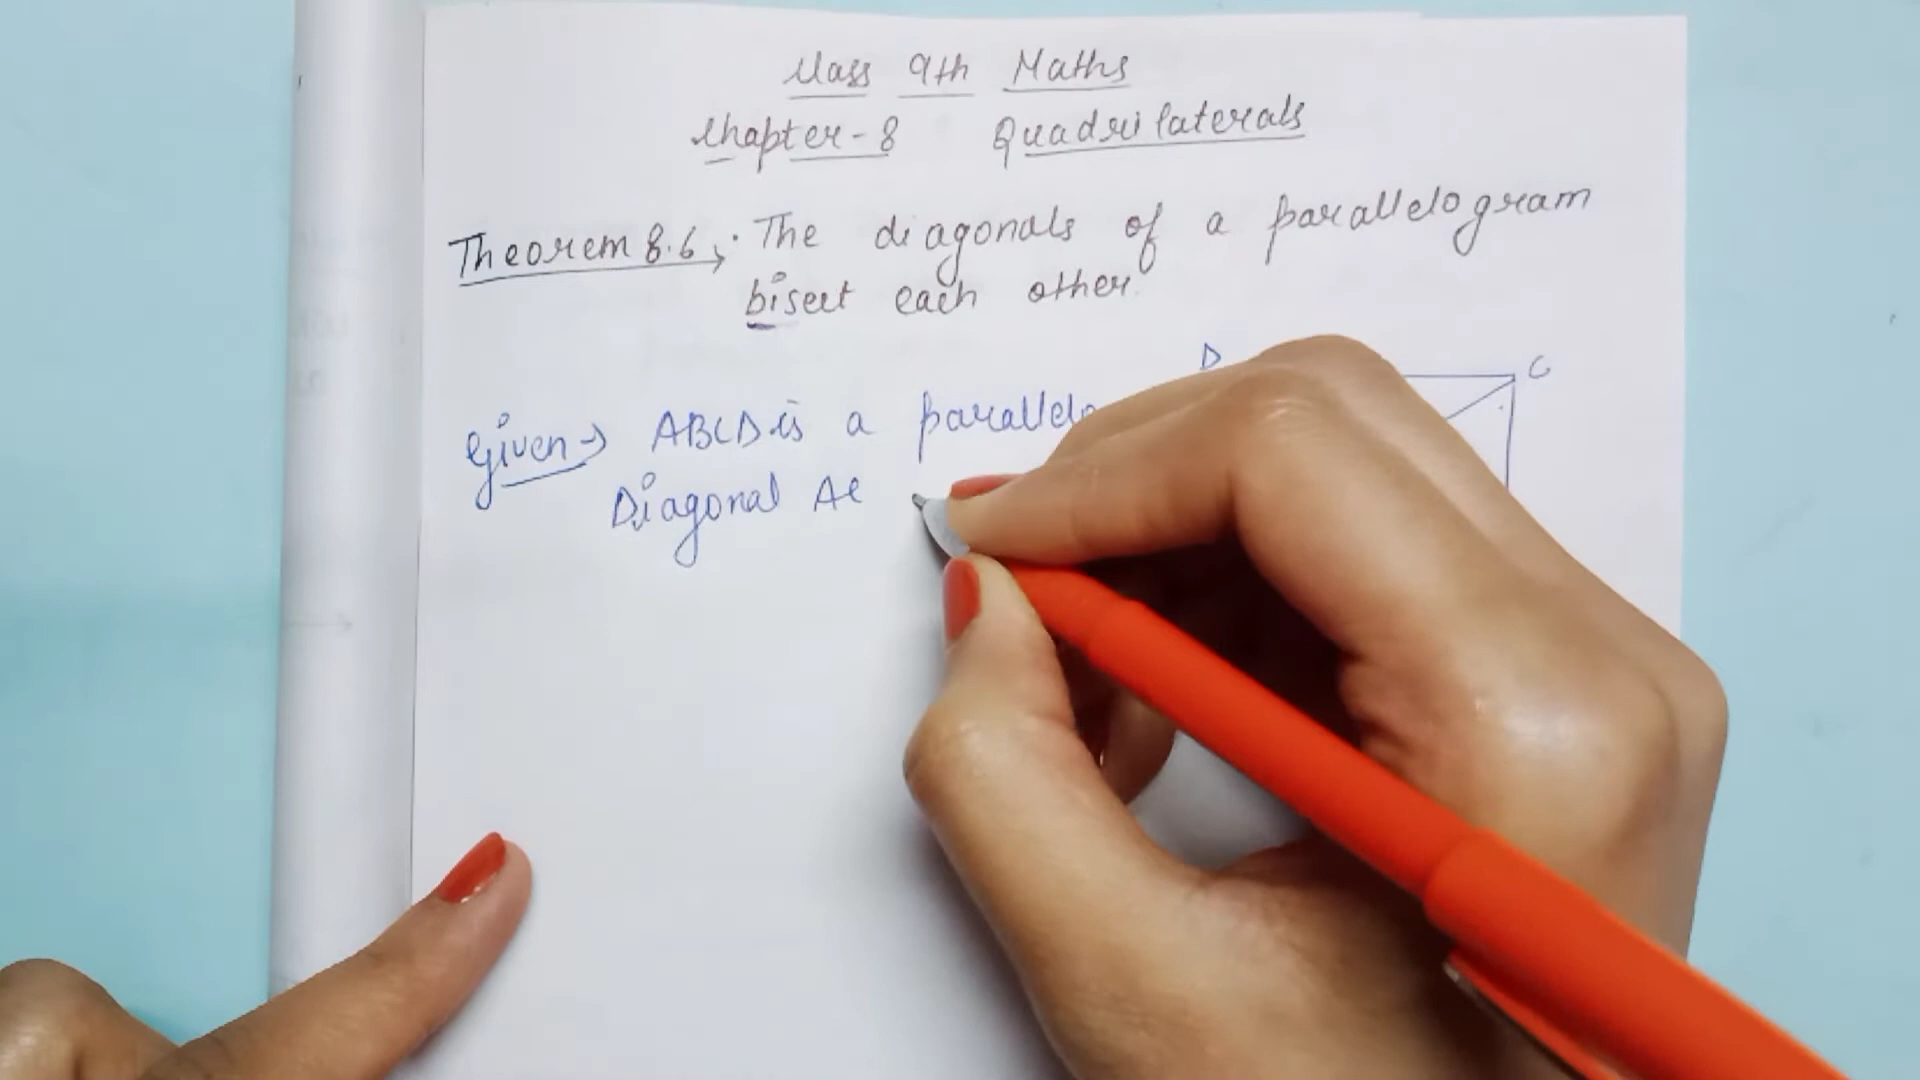 Class 9th Maths
Chapter-8 Quadrilaterals
Theorem 8.6→ The diagonals of a parallelogram
bisect each other.
Given→ ABCD is a parallelo
Diagonal AC
D C